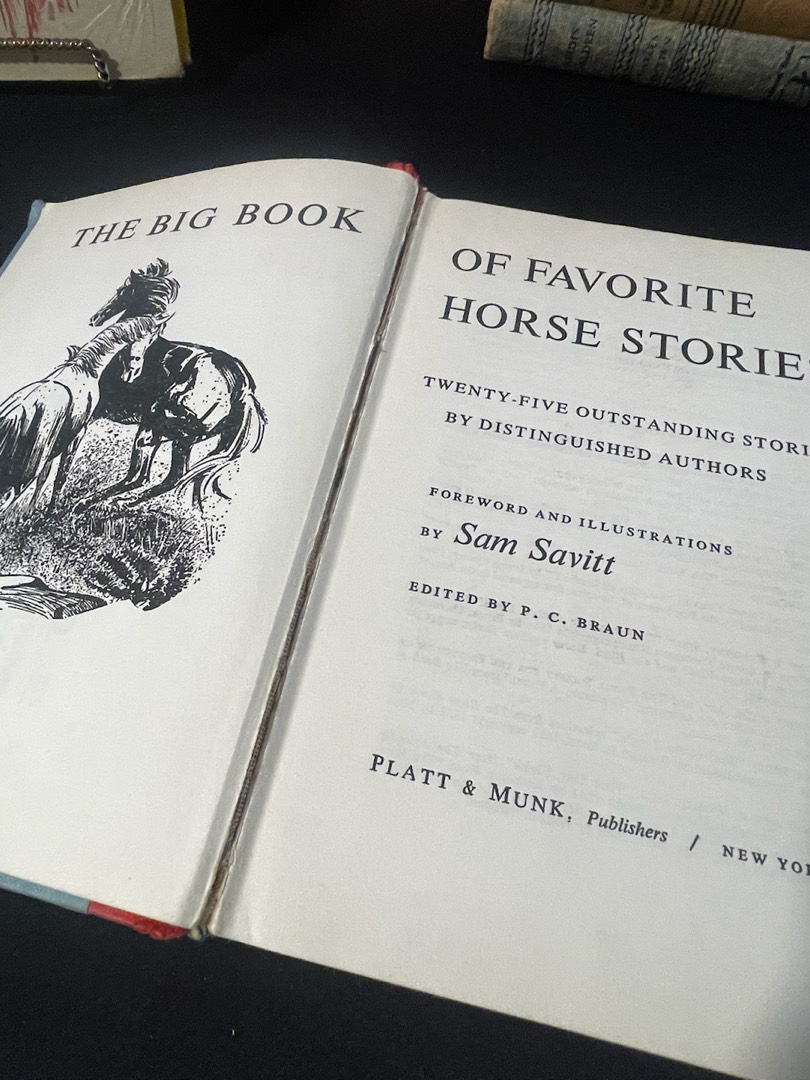 THE BIG BOOK
OF FAVORITE
HORSE STORIE
TWENTY-FIVE OUTSTANDING STORI
BY DISTINGUISHED AUTHORS
FOREWORD AND ILLUSTRATIONS
BY Sam Savitt
EDITED BY P. C. BRAUN
PLATT & MUNK, Publishers / NEW YO